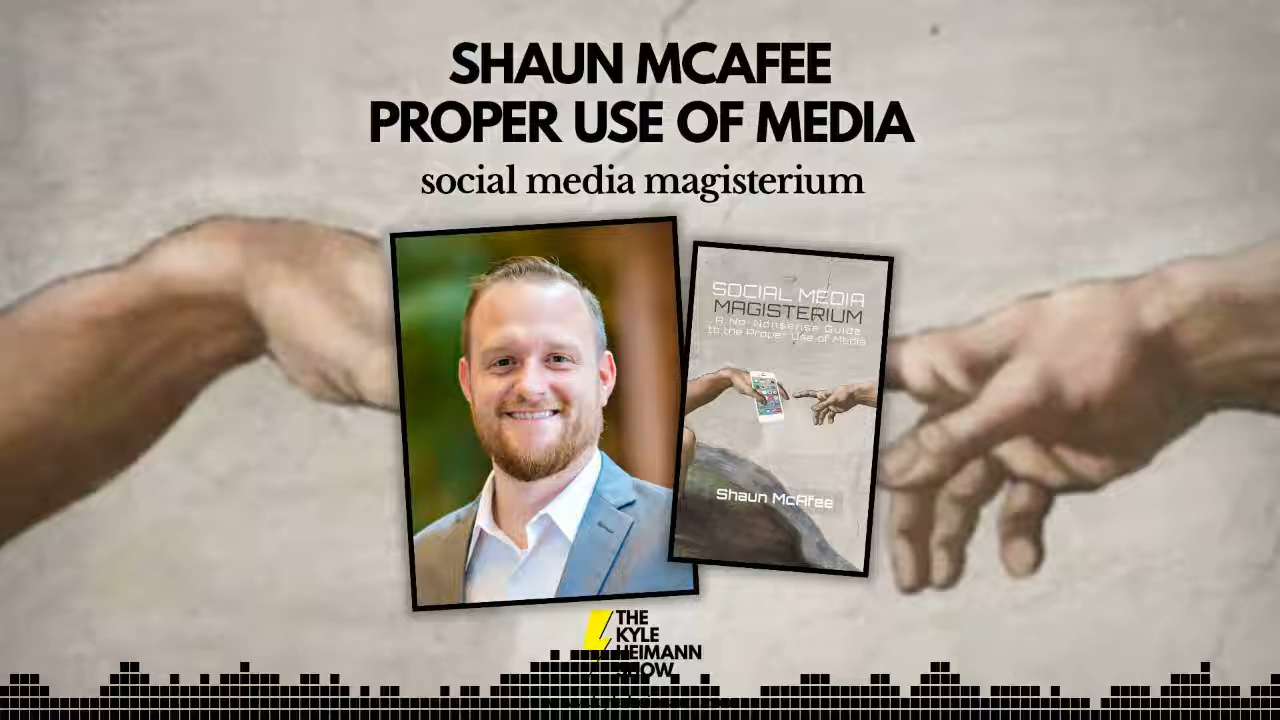 SHAUN MCAFEE
PROPER USE OF MEDIA
social media magisterium
SOCIAL MEDIA
MAGISTERIUM
A No-Nonsense Guide
to the Proper Use of Media
Shaun McAfee
THE
KYLE
HEIMANN
SHOW